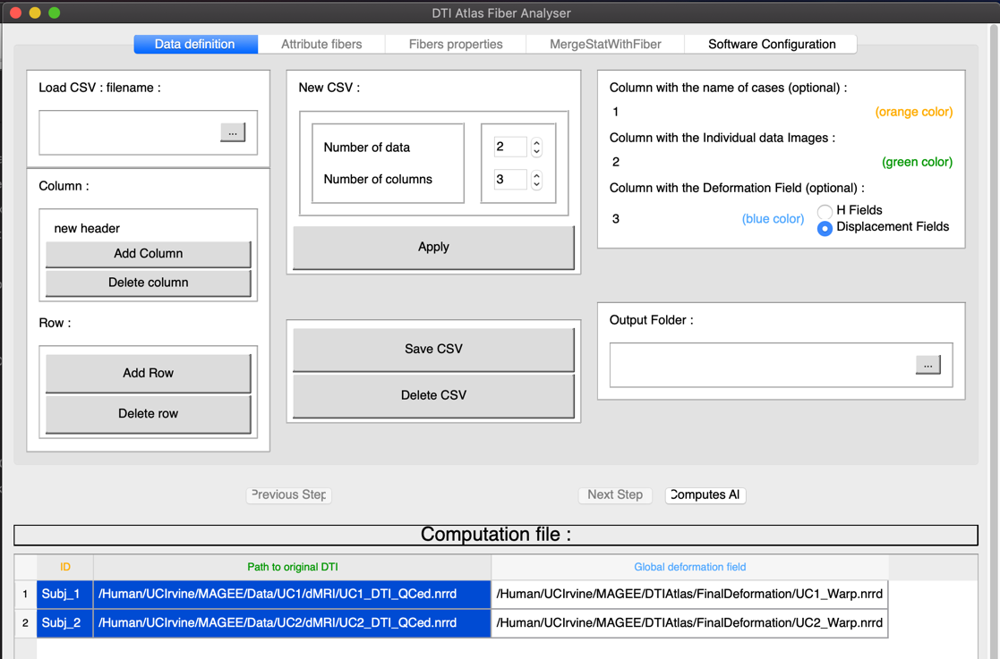 DTI Atlas Fiber Analyser
Data definition Attribute fibers Fibers properties MergeStatWithFiber Software Configuration
Load CSV : filename :
...
Column :
new header
Add Column
Delete column
Row :
Add Row
Delete row
New CSV :
Number of data 2
Number of columns 3
Apply
Save CSV
Delete CSV
Column with the name of cases (optional) :
1 (orange color)
Column with the Individual data Images :
2 (green color)
Column with the Deformation Field (optional) :
3 (blue color) H Fields
Displacement Fields
Output Folder :
...
Previous Step Next Step Computes Al
Computation file :
ID Path to original DTI Global deformation field
1 Subj_1 /Human/UCIrvine/MAGEE/Data/UC1/dMRI/UC1_DTI_QCed.nrrd /Human/UCIrvine/MAGEE/DTIAtlas/FinalDeformation/UC1_Warp.nrrd
2 Subj_2 /Human/UCIrvine/MAGEE/Data/UC2/dMRI/UC2_DTI_QCed.nrrd /Human/UCIrvine/MAGEE/DTIAtlas/FinalDeformation/UC2_Warp.nrrd